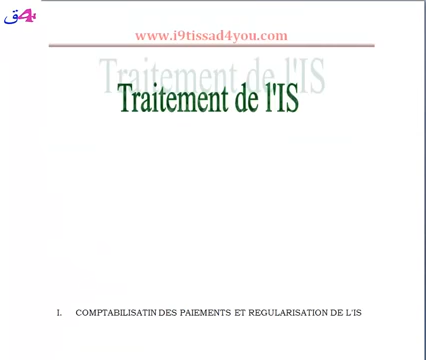 ق4
www.i9tissad4you.com
Traitement de l'IS
I. COMPTABILISATIN DES PAIEMENTS ET REGULARISATION DE L'IS